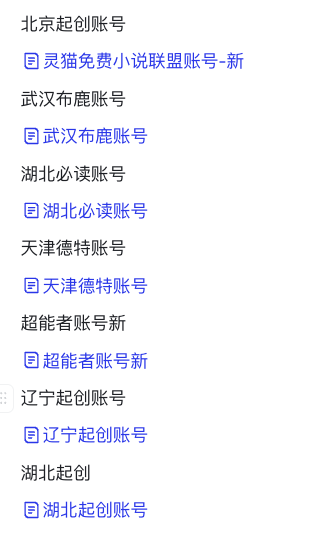 北京起创账号
灵猫免费小说联盟账号-新
武汉布鹿账号
武汉布鹿账号
湖北必读账号
湖北必读账号
天津德特账号
天津德特账号
超能者账号新
超能者账号新
辽宁起创账号
辽宁起创账号
湖北起创
湖北起创账号